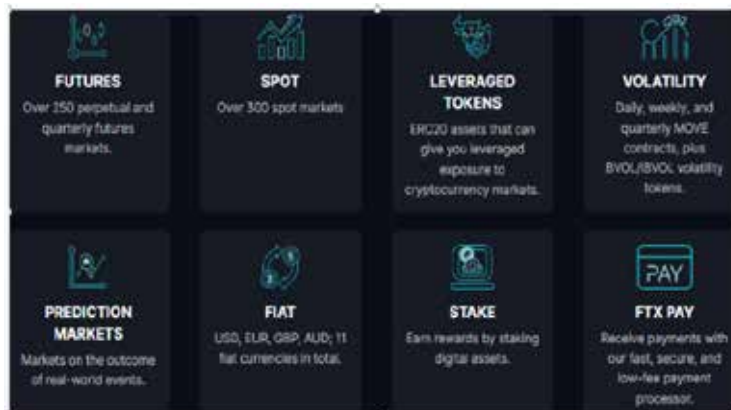 FUTURES
Over 250 perpetual and
quarterly futures
markets.
SPOT
Over 300 spot markets
LEVERAGED
TOKENS
ERC20 assets that can
give you leveraged
exposure to
cryptocurrency markets.
VOLATILITY
Daily, weekly, and
quarterly MOVE
contracts, plus
BVOL/iBVOL volatility
tokens.
PREDICTION
MARKETS
Markets on the outcome
of real-world events.
FIAT
USD, EUR, GBP, AUD; 11
fiat currencies in total.
STAKE
Earn rewards by staking
digital assets.
PAY
FTX PAY
Receive payments with
our fast, secure, and
low-fee payment
processor.